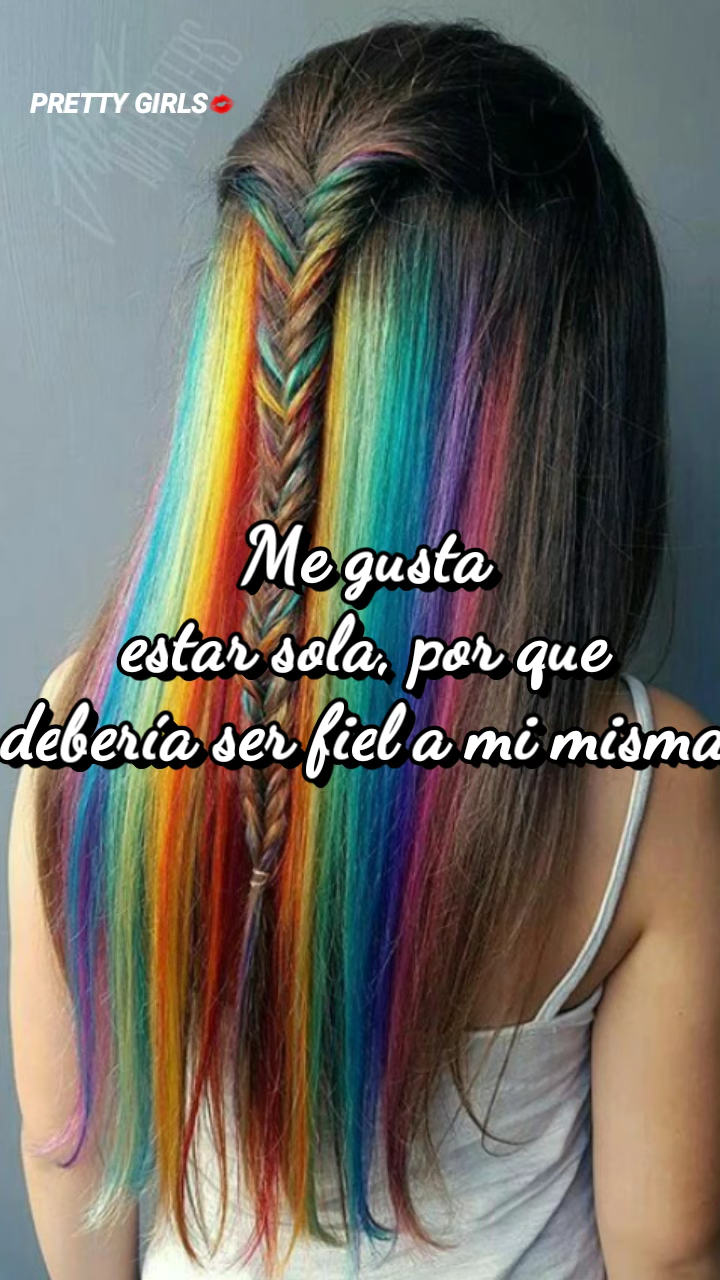 PRETTY GIRLS💋
Me gusta
estar sola, por que
debería ser fiel a mi misma